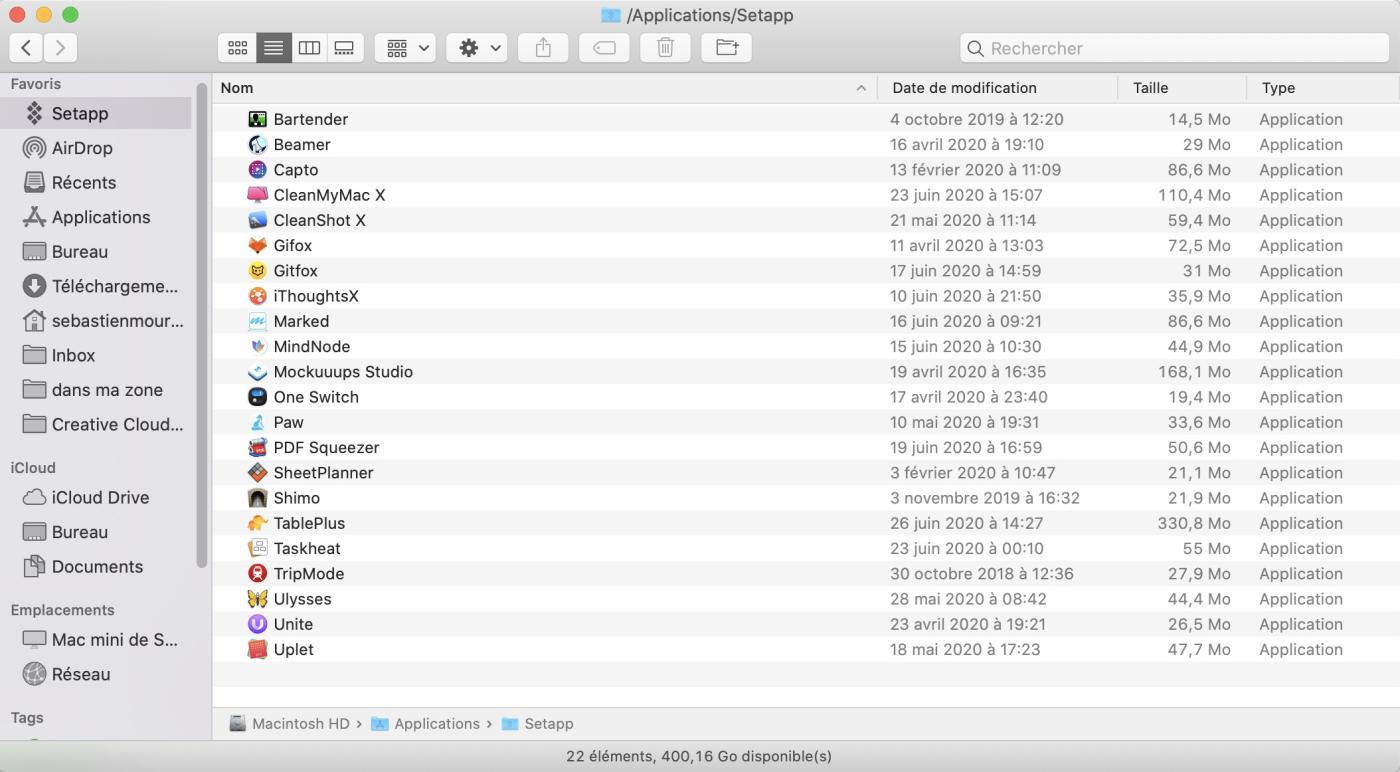 /Applications/Setapp
Rechercher
Favoris
Setapp
AirDrop
Récents
Applications
Bureau
Téléchargeme...
sebastienmour...
Inbox
dans ma zone
Creative Cloud...
iCloud
iCloud Drive
Bureau
Documents
Emplacements
Mac mini de S...
Réseau
Tags
Nom Date de modification Taille Type
Bartender 4 octobre 2019 à 12:20 14,5 Mo Application
Beamer 16 avril 2020 à 19:10 29 Mo Application
Capto 13 février 2020 à 11:09 86,6 Mo Application
CleanMyMac X 23 juin 2020 à 15:07 110,4 Mo Application
CleanShot X 21 mai 2020 à 11:14 59,4 Mo Application
Gifox 11 avril 2020 à 13:03 72,5 Mo Application
Gitfox 17 juin 2020 à 14:59 31 Mo Application
iThoughtsX 10 juin 2020 à 21:50 35,9 Mo Application
Marked 16 juin 2020 à 09:21 86,6 Mo Application
MindNode 15 juin 2020 à 10:30 44,9 Mo Application
Mockuuups Studio 19 avril 2020 à 16:35 168,1 Mo Application
One Switch 17 avril 2020 à 23:40 19,4 Mo Application
Paw 10 mai 2020 à 19:31 33,6 Mo Application
PDF Squeezer 19 juin 2020 à 16:59 50,6 Mo Application
SheetPlanner 3 février 2020 à 10:47 21,1 Mo Application
Shimo 3 novembre 2019 à 16:32 21,9 Mo Application
TablePlus 26 juin 2020 à 14:27 330,8 Mo Application
Taskheat 23 juin 2020 à 00:10 55 Mo Application
TripMode 30 octobre 2018 à 12:36 27,9 Mo Application
Ulysses 28 mai 2020 à 08:42 44,4 Mo Application
Unite 23 avril 2020 à 19:21 26,5 Mo Application
Uplet 18 mai 2020 à 17:23 47,7 Mo Application
Macintosh HD › Applications › Setapp
22 éléments, 400,16 Go disponible(s)